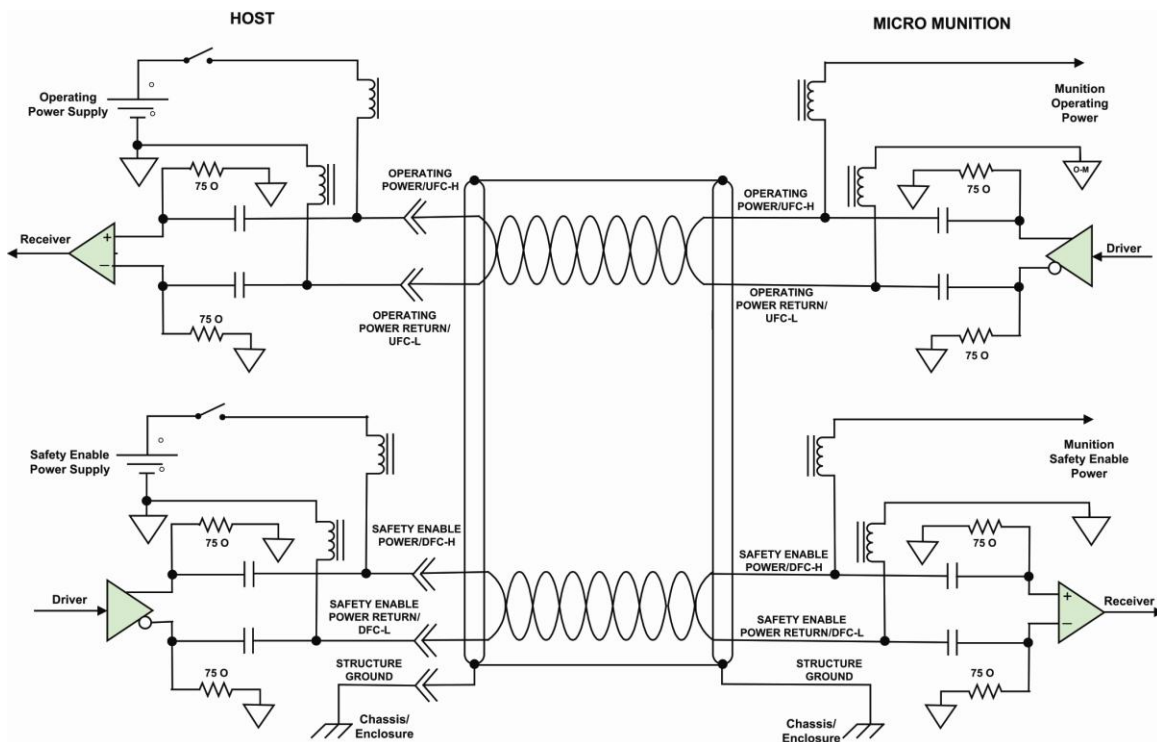 HOST
MICRO MUNITION
Operating
Power Supply
Munition
Operating
Power
75 O
OPERATING
POWER/UFC-H
OPERATING
POWER/UFC-H
75 O
O-M
Receiver
+
−
Driver
75 O
OPERATING
POWER RETURN/
UFC-L
OPERATING
POWER RETURN/
UFC-L
75 O
Safety Enable
Power Supply
Munition
Safety Enable
Power
75 O
SAFETY ENABLE
POWER/DFC-H
SAFETY ENABLE
POWER/DFC-H
75 O
Driver
SAFETY ENABLE
POWER RETURN/
DFC-L
SAFETY ENABLE
POWER RETURN/DFC-L
+
−
Receiver
75 O
STRUCTURE
GROUND
STRUCTURE
GROUND
75 O
Chassis/
Enclosure
Chassis/
Enclosure